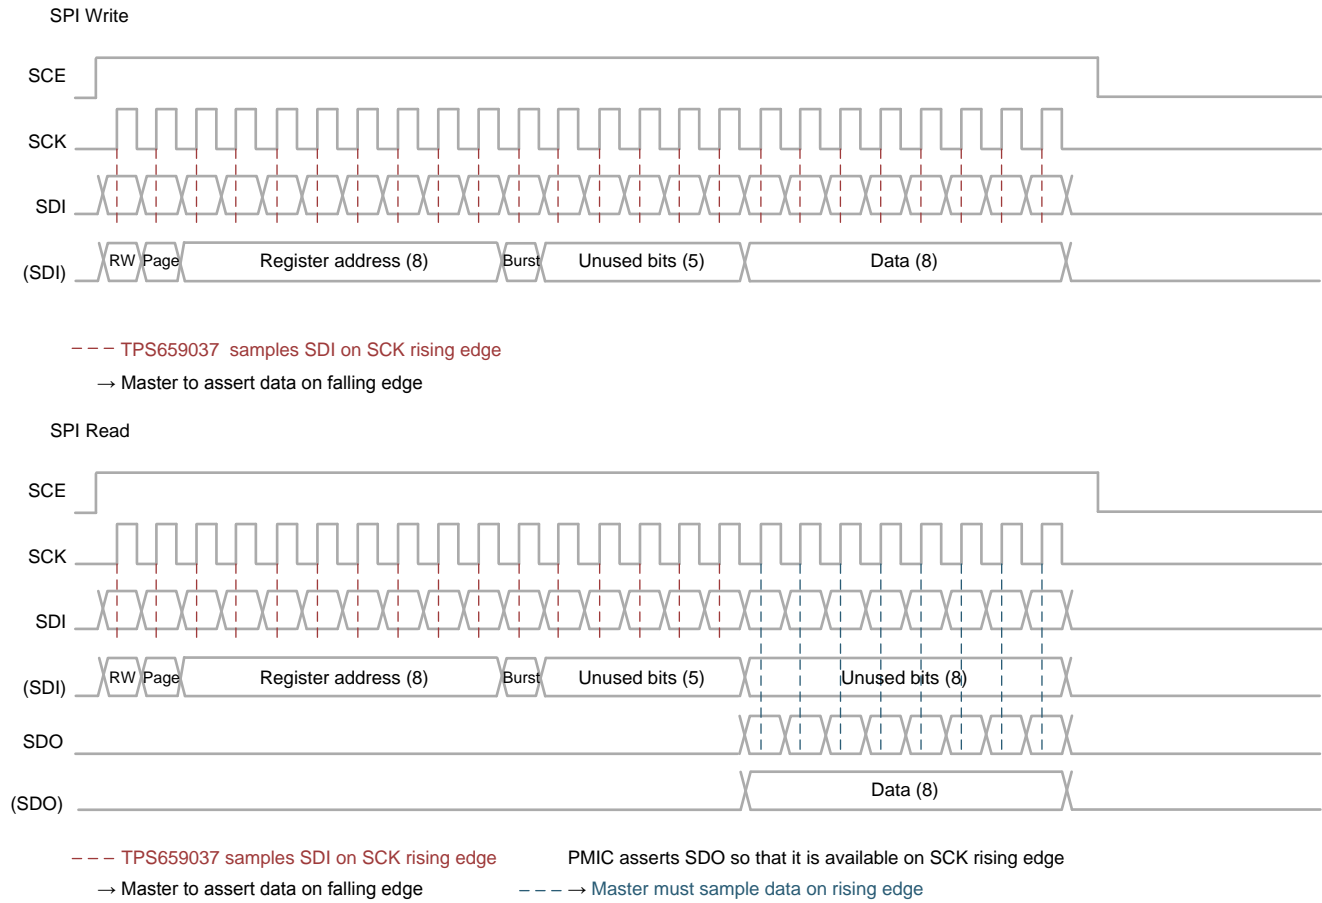 SPI Write
SCE
SCK
SDI
(SDI) RW Page Register address (8) Burst Unused bits (5) Data (8)
--- TPS659037 samples SDI on SCK rising edge
→ Master to assert data on falling edge
SPI Read
SCE
SCK
SDI
(SDI) RW Page Register address (8) Burst Unused bits (5) Unused bits (8)
SDO
(SDO) Data (8)
--- TPS659037 samples SDI on SCK rising edge PMIC asserts SDO so that it is available on SCK rising edge
→ Master to assert data on falling edge --- → Master must sample data on rising edge